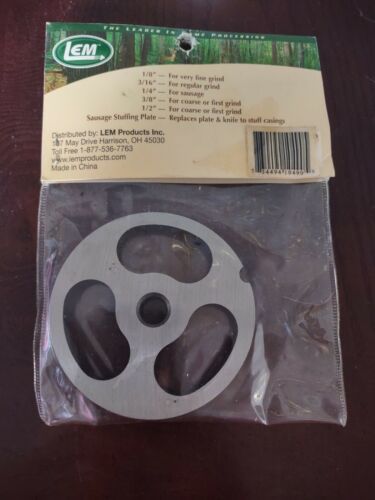 The Leader In Home Processing
LEM
1/8" — For very fine grind
3/16" — For regular grind
1/4" — For sausage
3/8" — For coarse or first grind
1/2" — For coarse or first grind
Sausage Stuffing Plate — Replaces plate & knife to stuff casings
Distributed by: LEM Products Inc.
107 May Drive Harrison, OH 45030
Toll Free 1-877-536-7763
www.lemproducts.com
Made in China